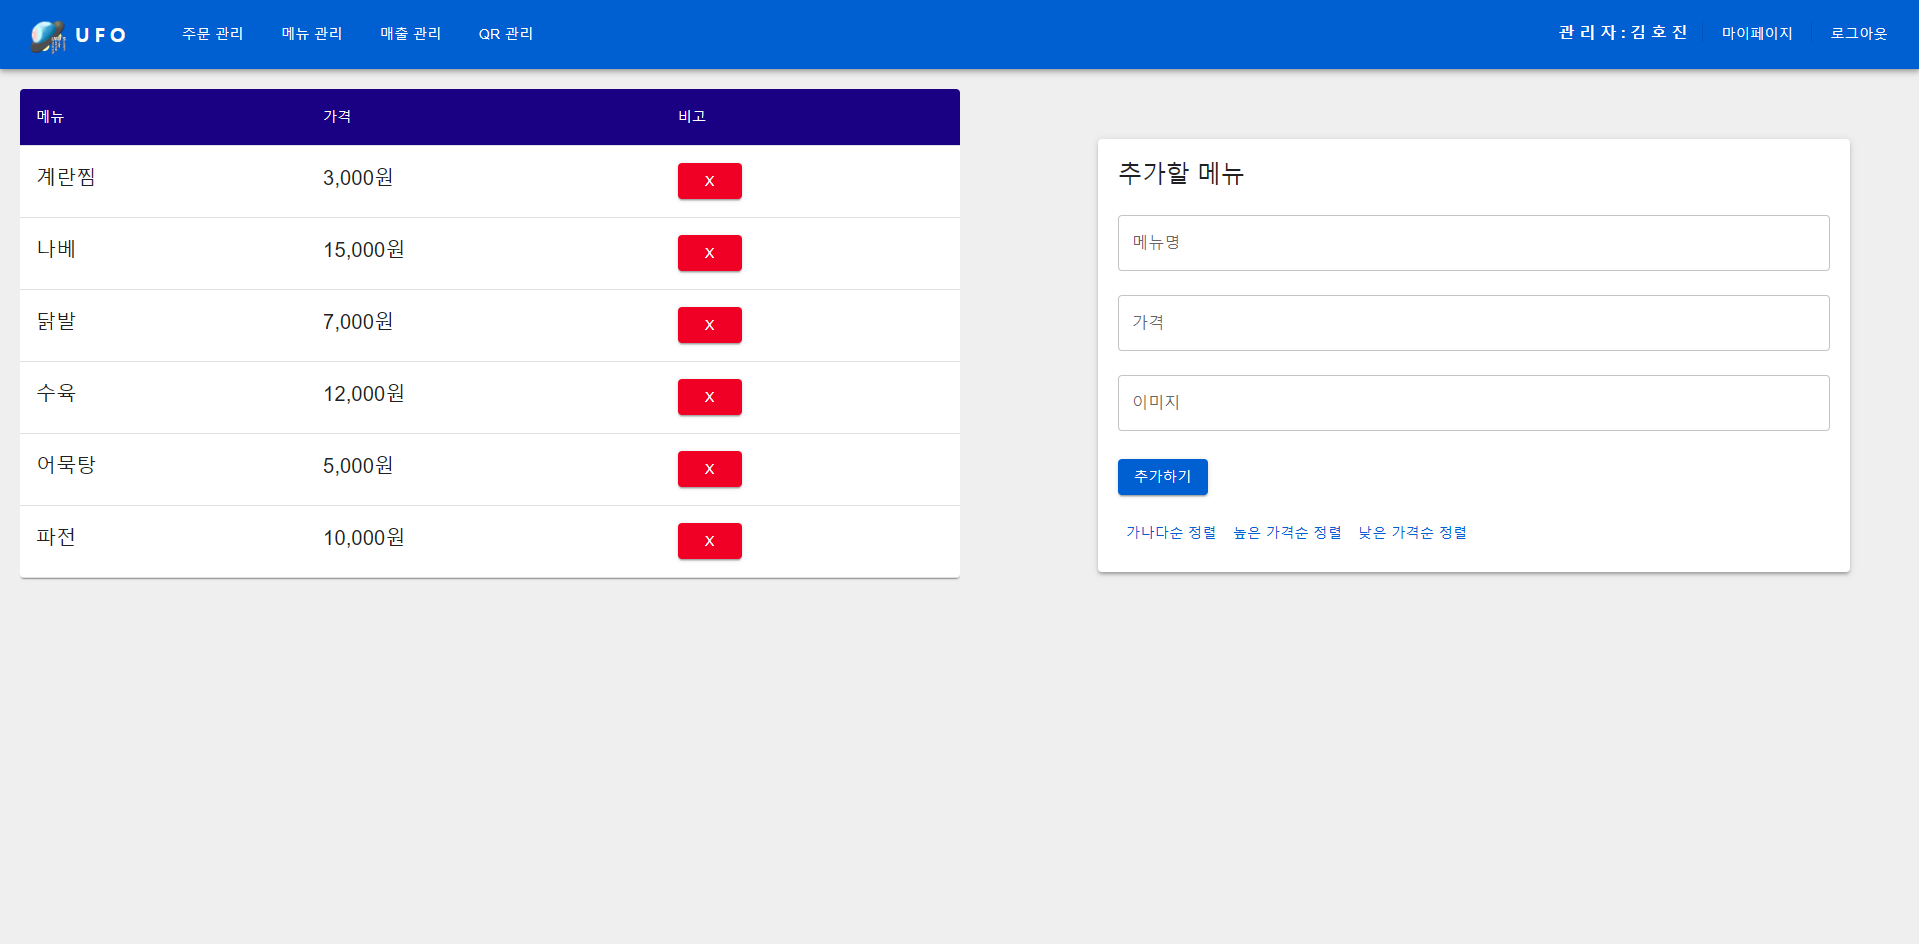 UFO 주문 관리 메뉴 관리 매출 관리 QR 관리 관리자:김호진 마이페이지 로그아웃
메뉴 가격 비고
계란찜 3,000원 X
나베 15,000원 X
닭발 7,000원 X
수육 12,000원 X
어묵탕 5,000원 X
파전 10,000원 X
추가할 메뉴
메뉴명
가격
이미지
추가하기
가나다순 정렬 높은 가격순 정렬 낮은 가격순 정렬